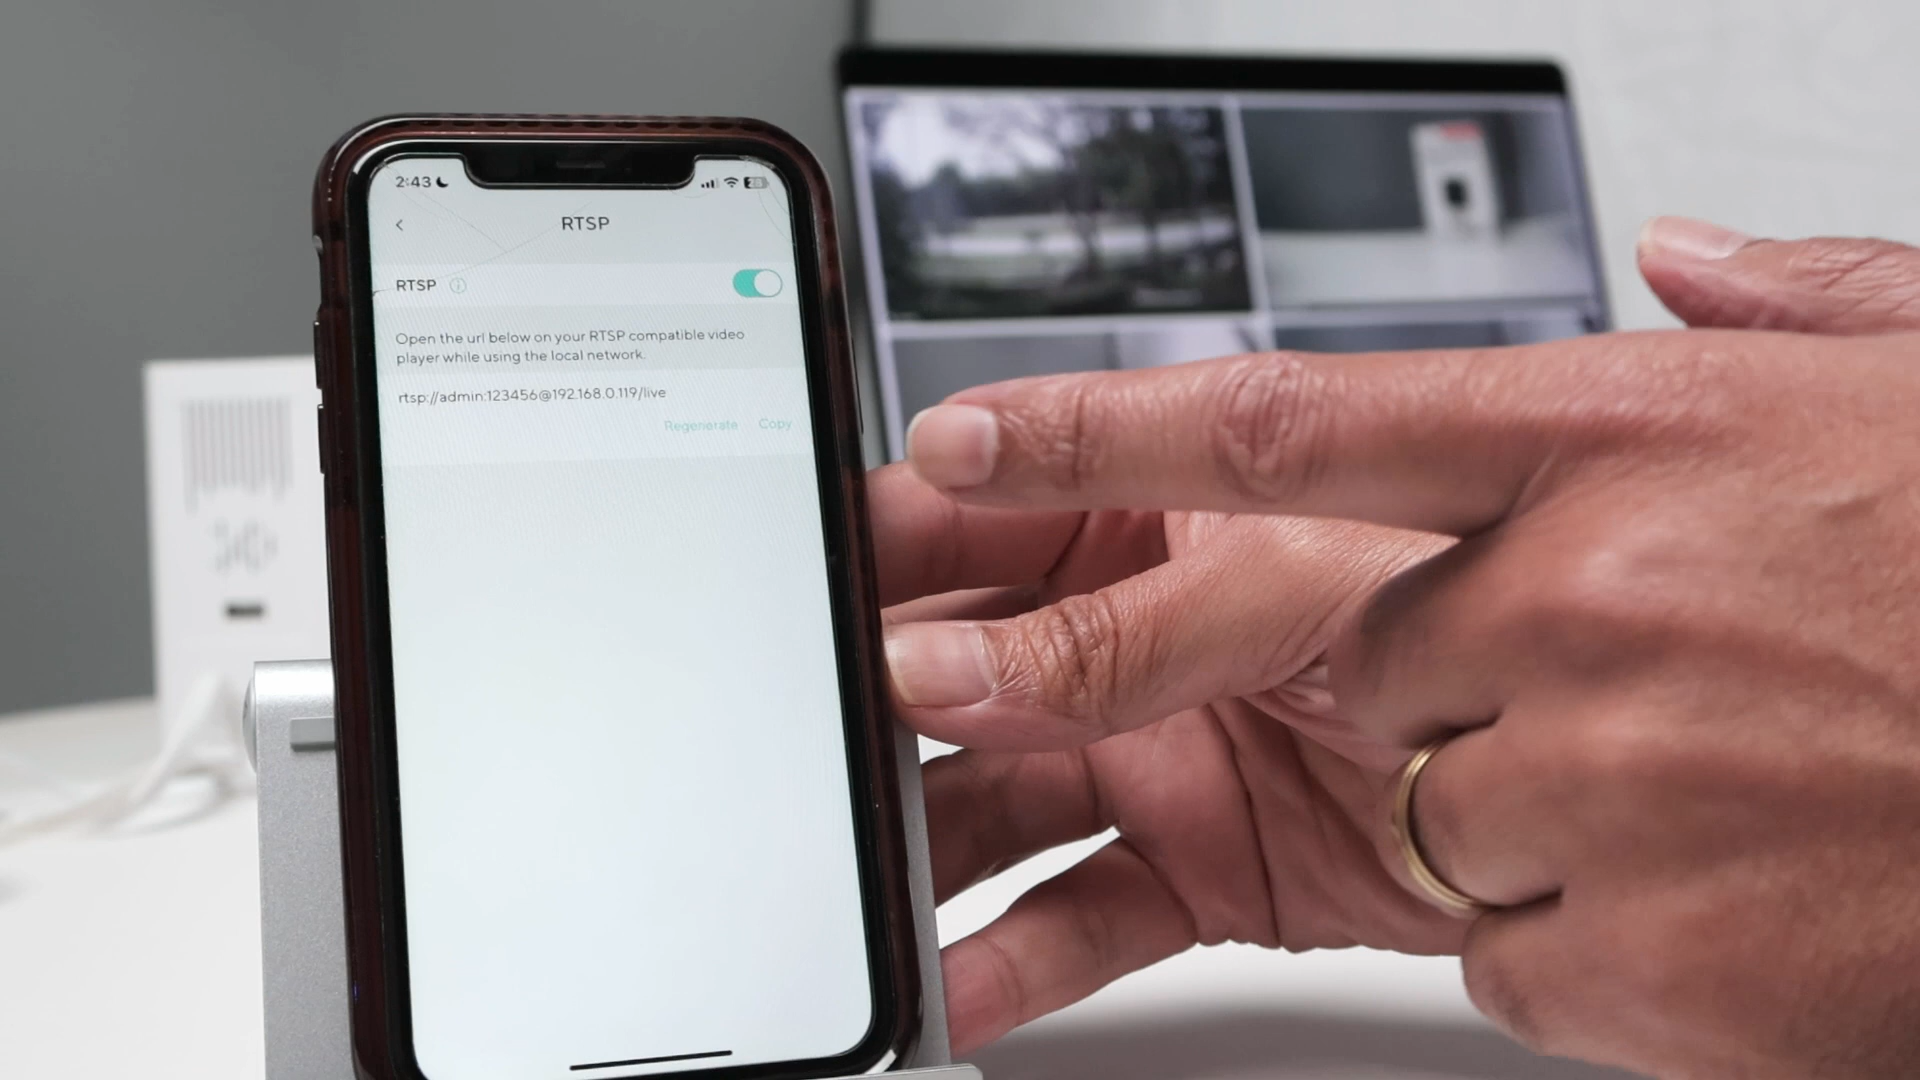 2:43
RTSP
RTSP
Open the url below on your RTSP compatible video
player while using the local network.
rtsp://admin:123456@192.168.0.119/live
Regenerate Copy